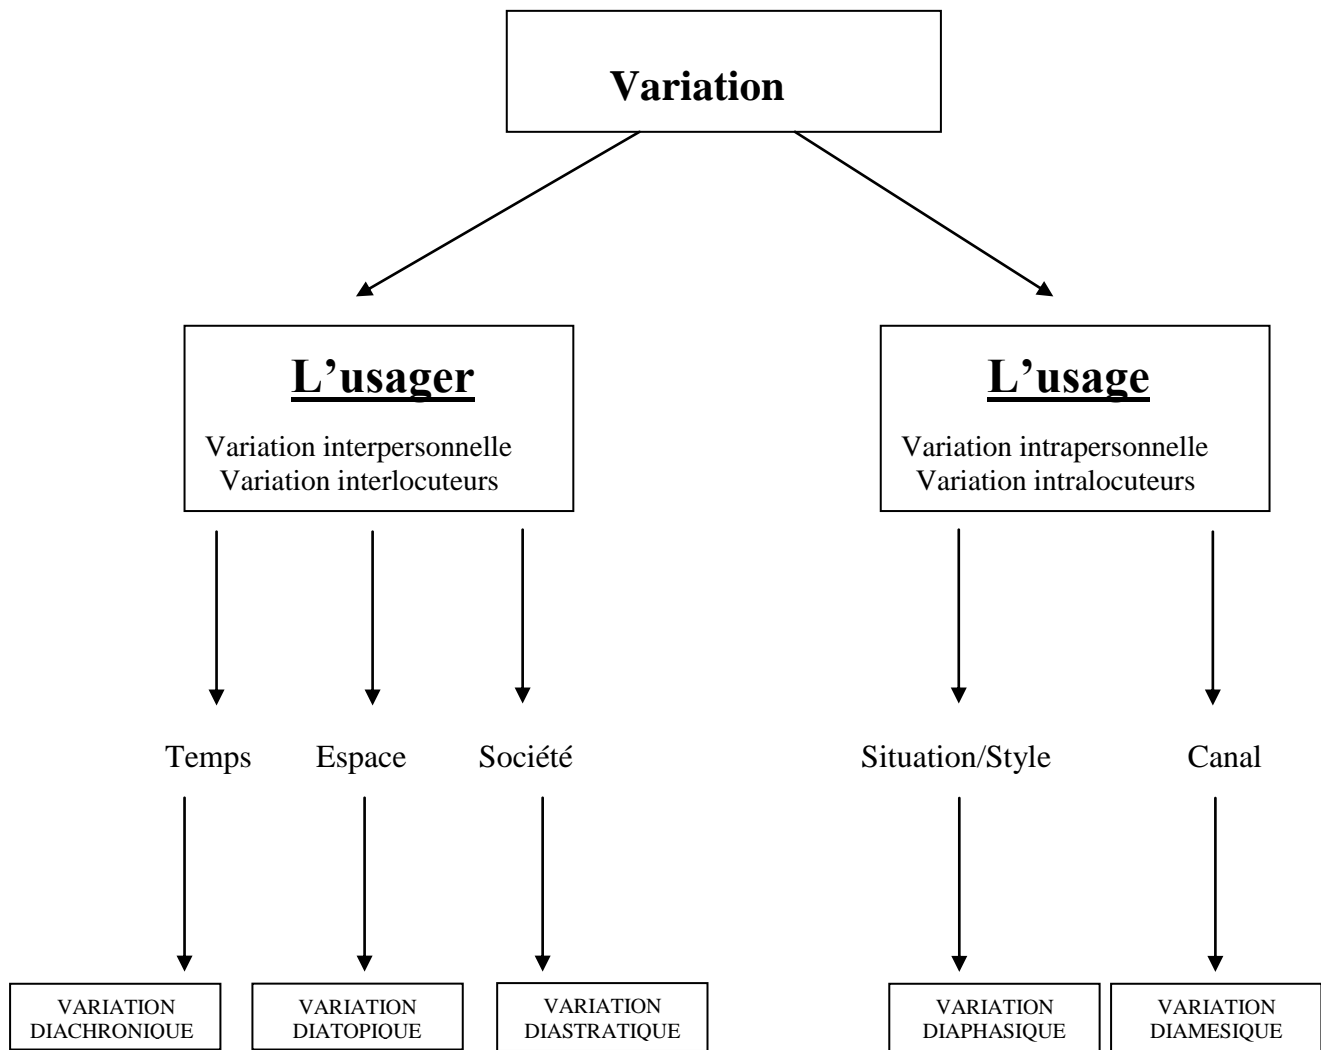 Variation
L’usager
Variation interpersonnelle
Variation interlocuteurs
L’usage
Variation intrapersonnelle
Variation intralocuteurs
Temps
Espace
Société
Situation/Style
Canal
VARIATION
DIACHRONIQUE
VARIATION
DIATOPIQUE
VARIATION
DIASTRATIQUE
VARIATION
DIAPHASIQUE
VARIATION
DIAMESIQUE